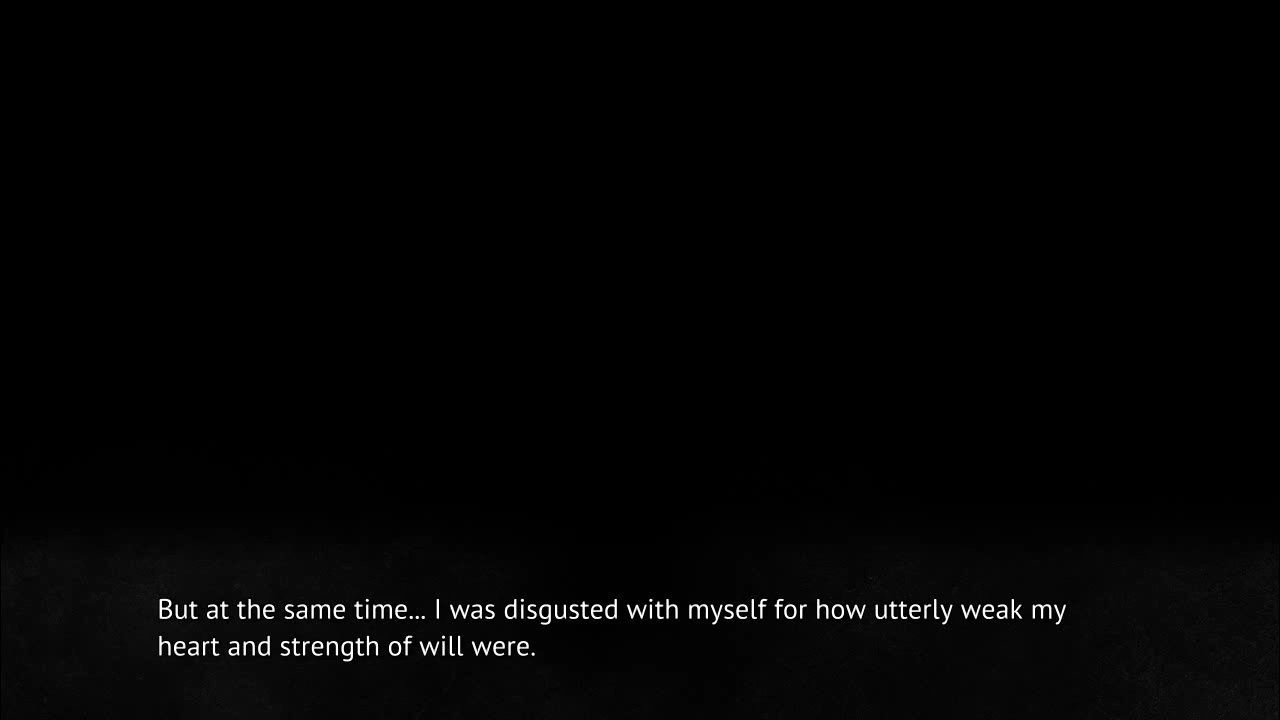 But at the same time... I was disgusted with myself for how utterly weak my
heart and strength of will were.